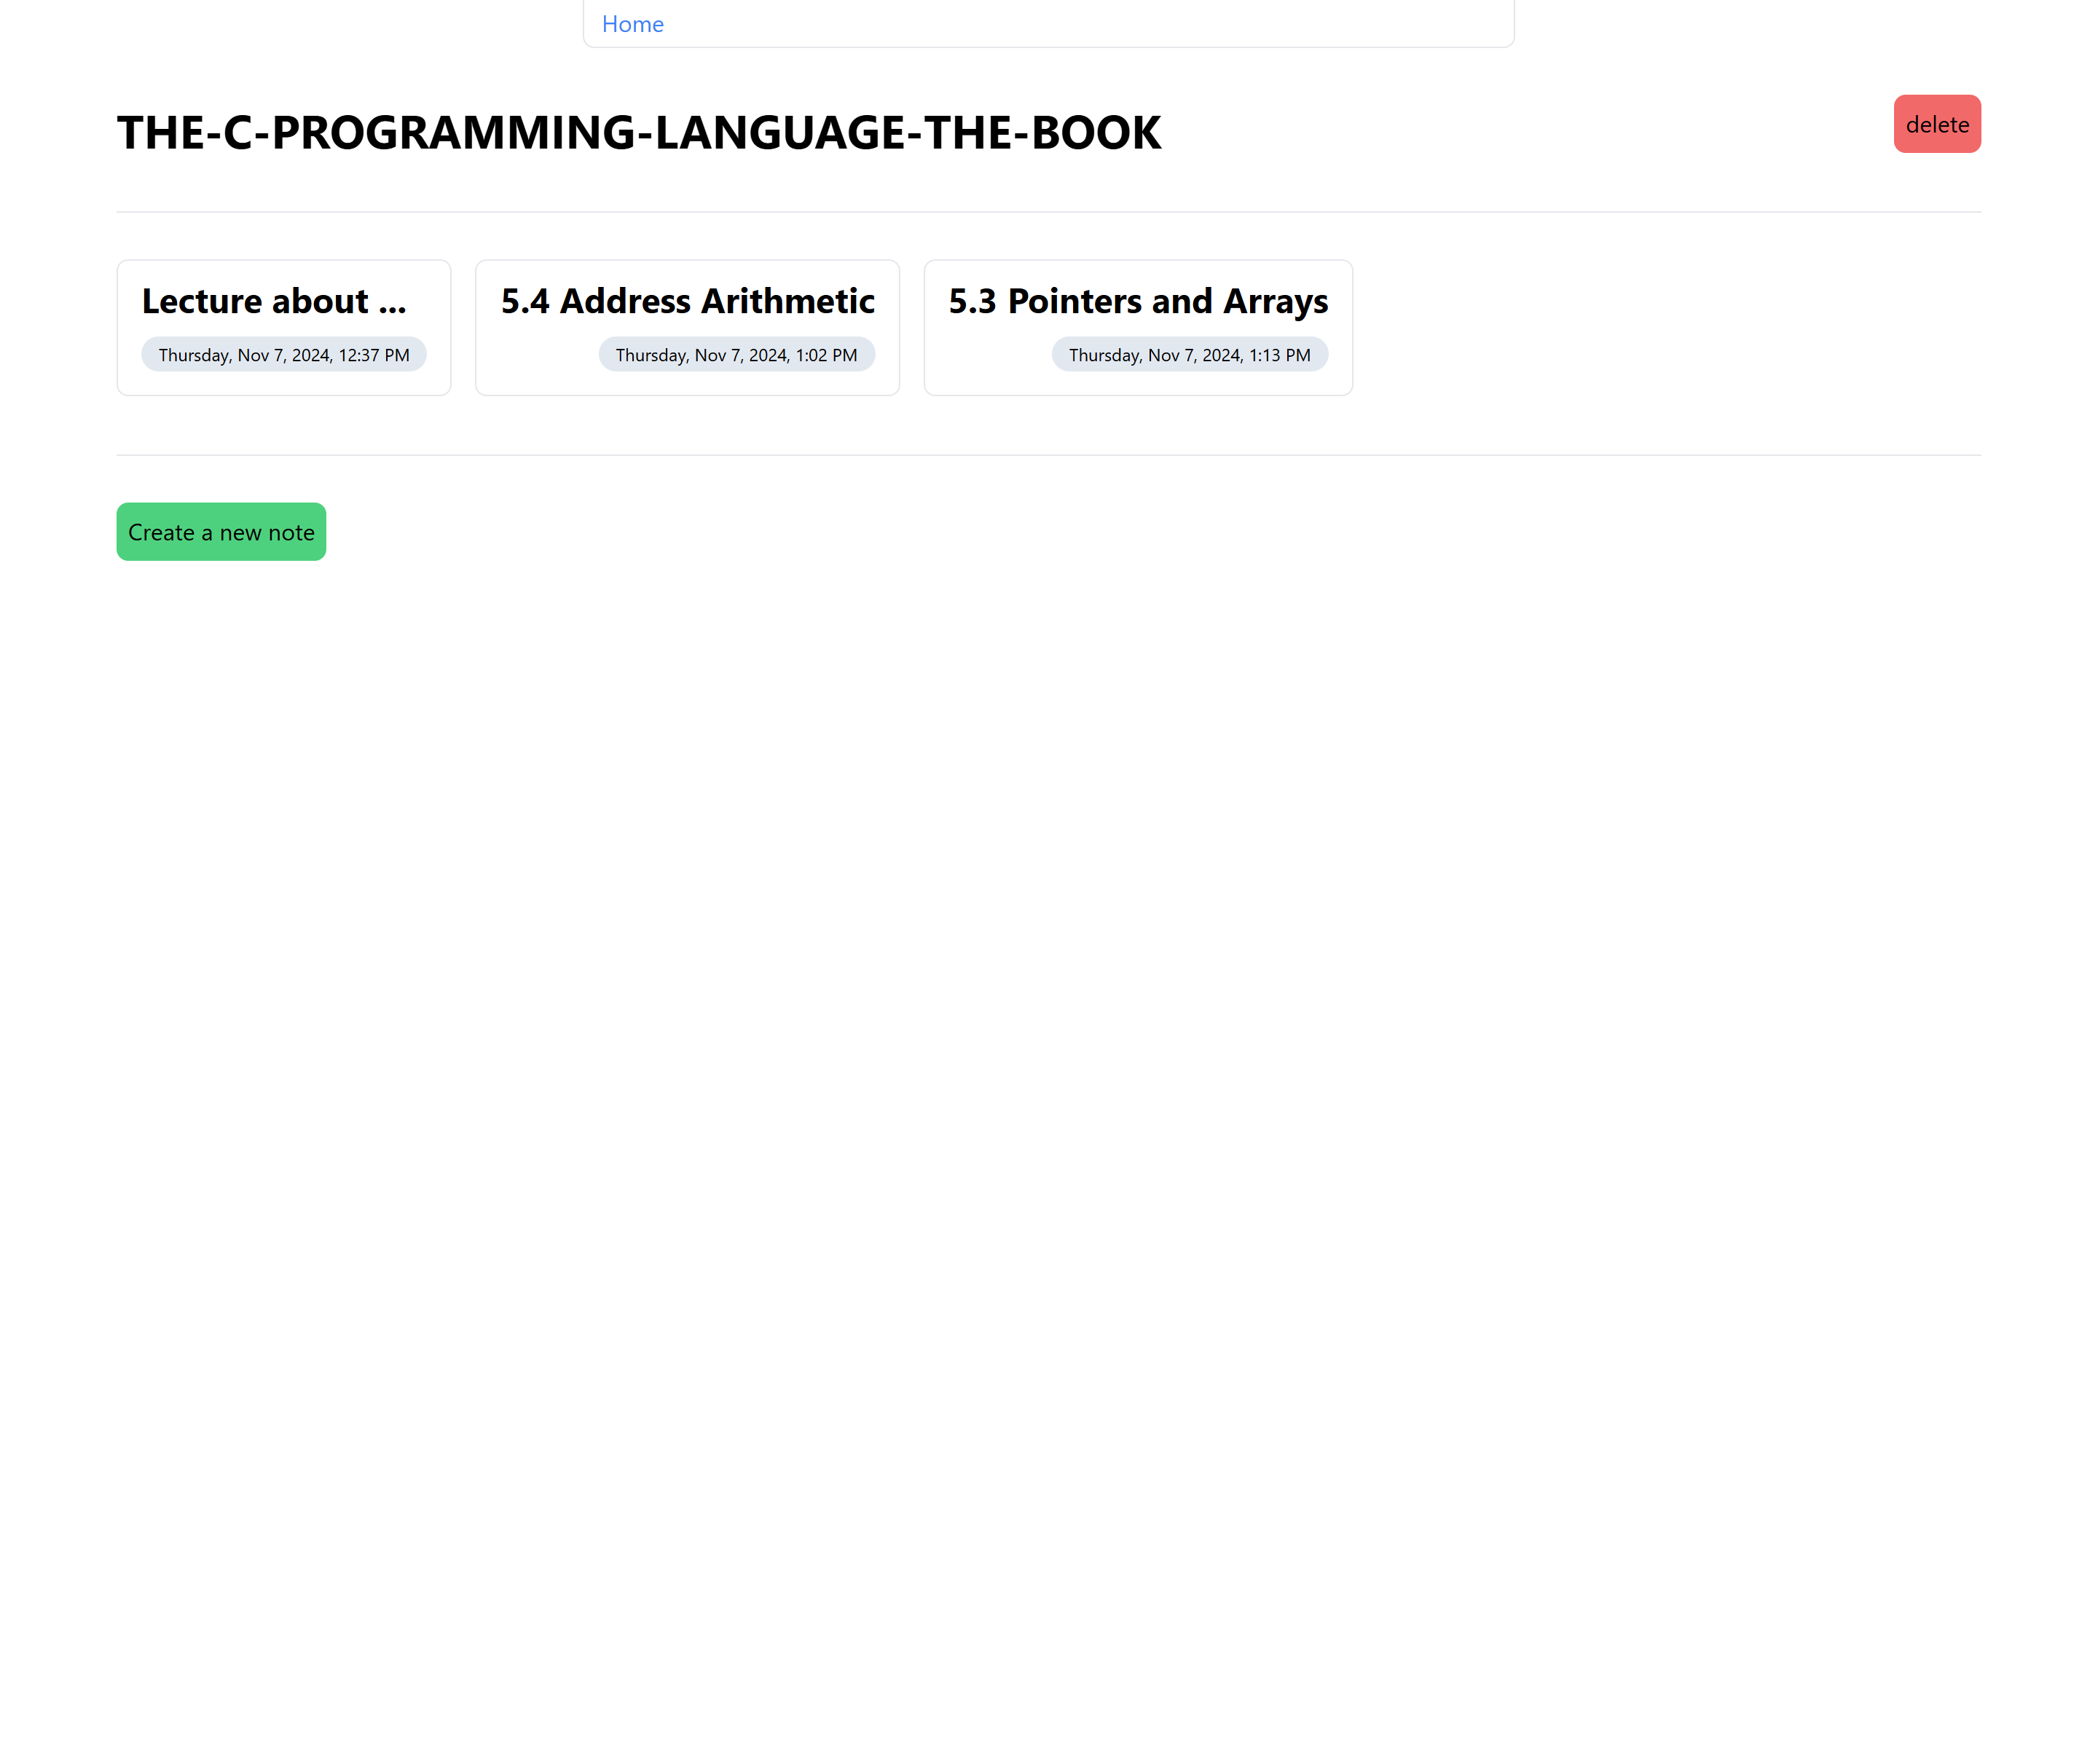 Home
THE-C-PROGRAMMING-LANGUAGE-THE-BOOK
delete
Lecture about ...
Thursday, Nov 7, 2024, 12:37 PM
5.4 Address Arithmetic
Thursday, Nov 7, 2024, 1:02 PM
5.3 Pointers and Arrays
Thursday, Nov 7, 2024, 1:13 PM
Create a new note